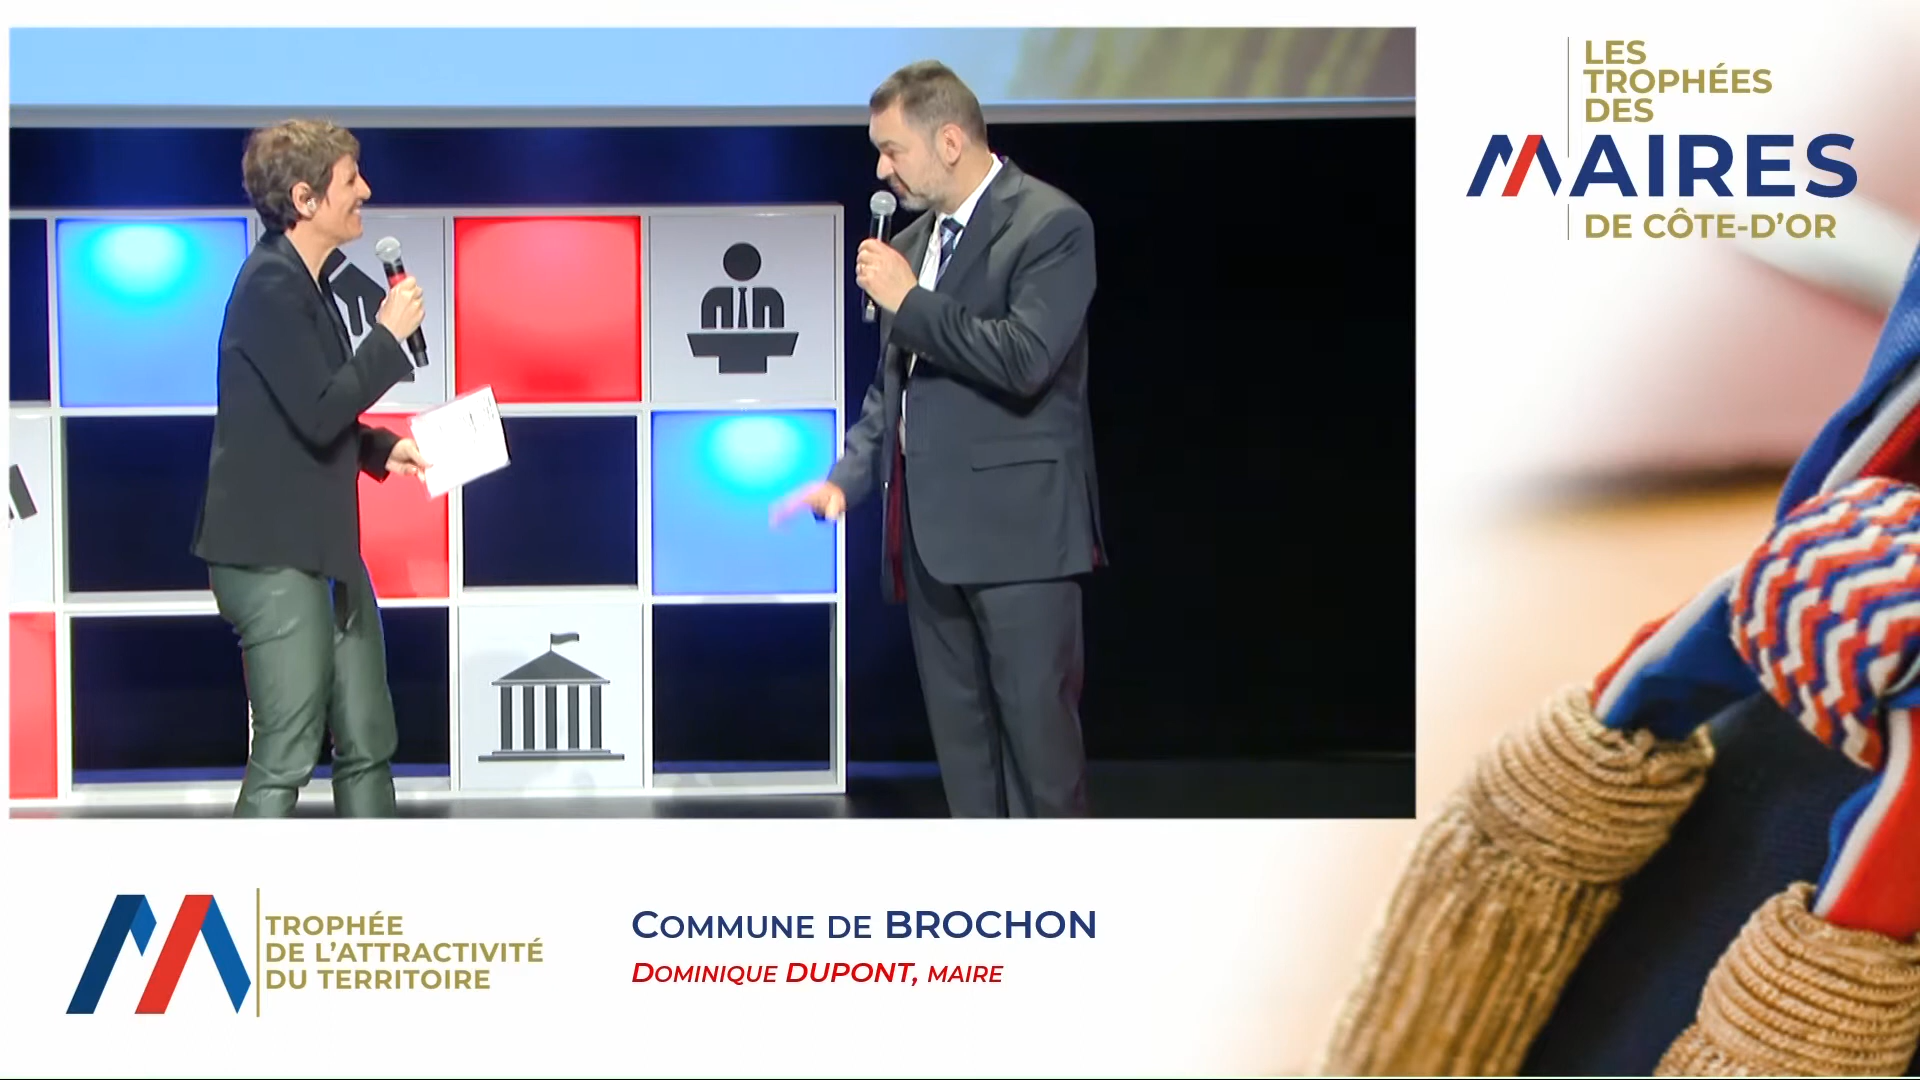 LES
TROPHÉES
DES
MAIRES
DE CÔTE-D'OR
TROPHÉE
DE L'ATTRACTIVITÉ
DU TERRITOIRE
COMMUNE DE BROCHON
DOMINIQUE DUPONT, MAIRE